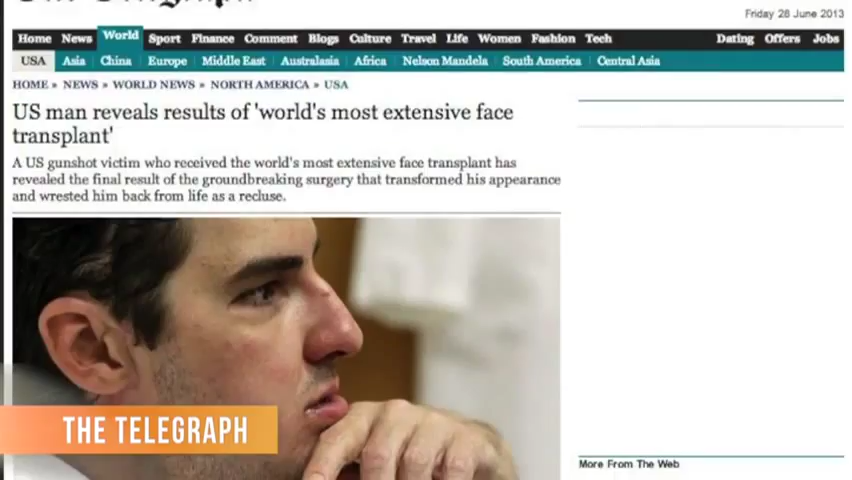 Friday 28 June 2013
Home News World Sport Finance Comment Blogs Culture Travel Life Women Fashion Tech Dating Offers Jobs
USA Asia China Europe Middle East Australasia Africa Nelson Mandela South America Central Asia
HOME » NEWS » WORLD NEWS » NORTH AMERICA » USA
US man reveals results of 'world's most extensive face
transplant'
A US gunshot victim who received the world's most extensive face transplant has
revealed the final result of the groundbreaking surgery that transformed his appearance
and wrested him back from life as a recluse.
THE TELEGRAPH
More From The Web